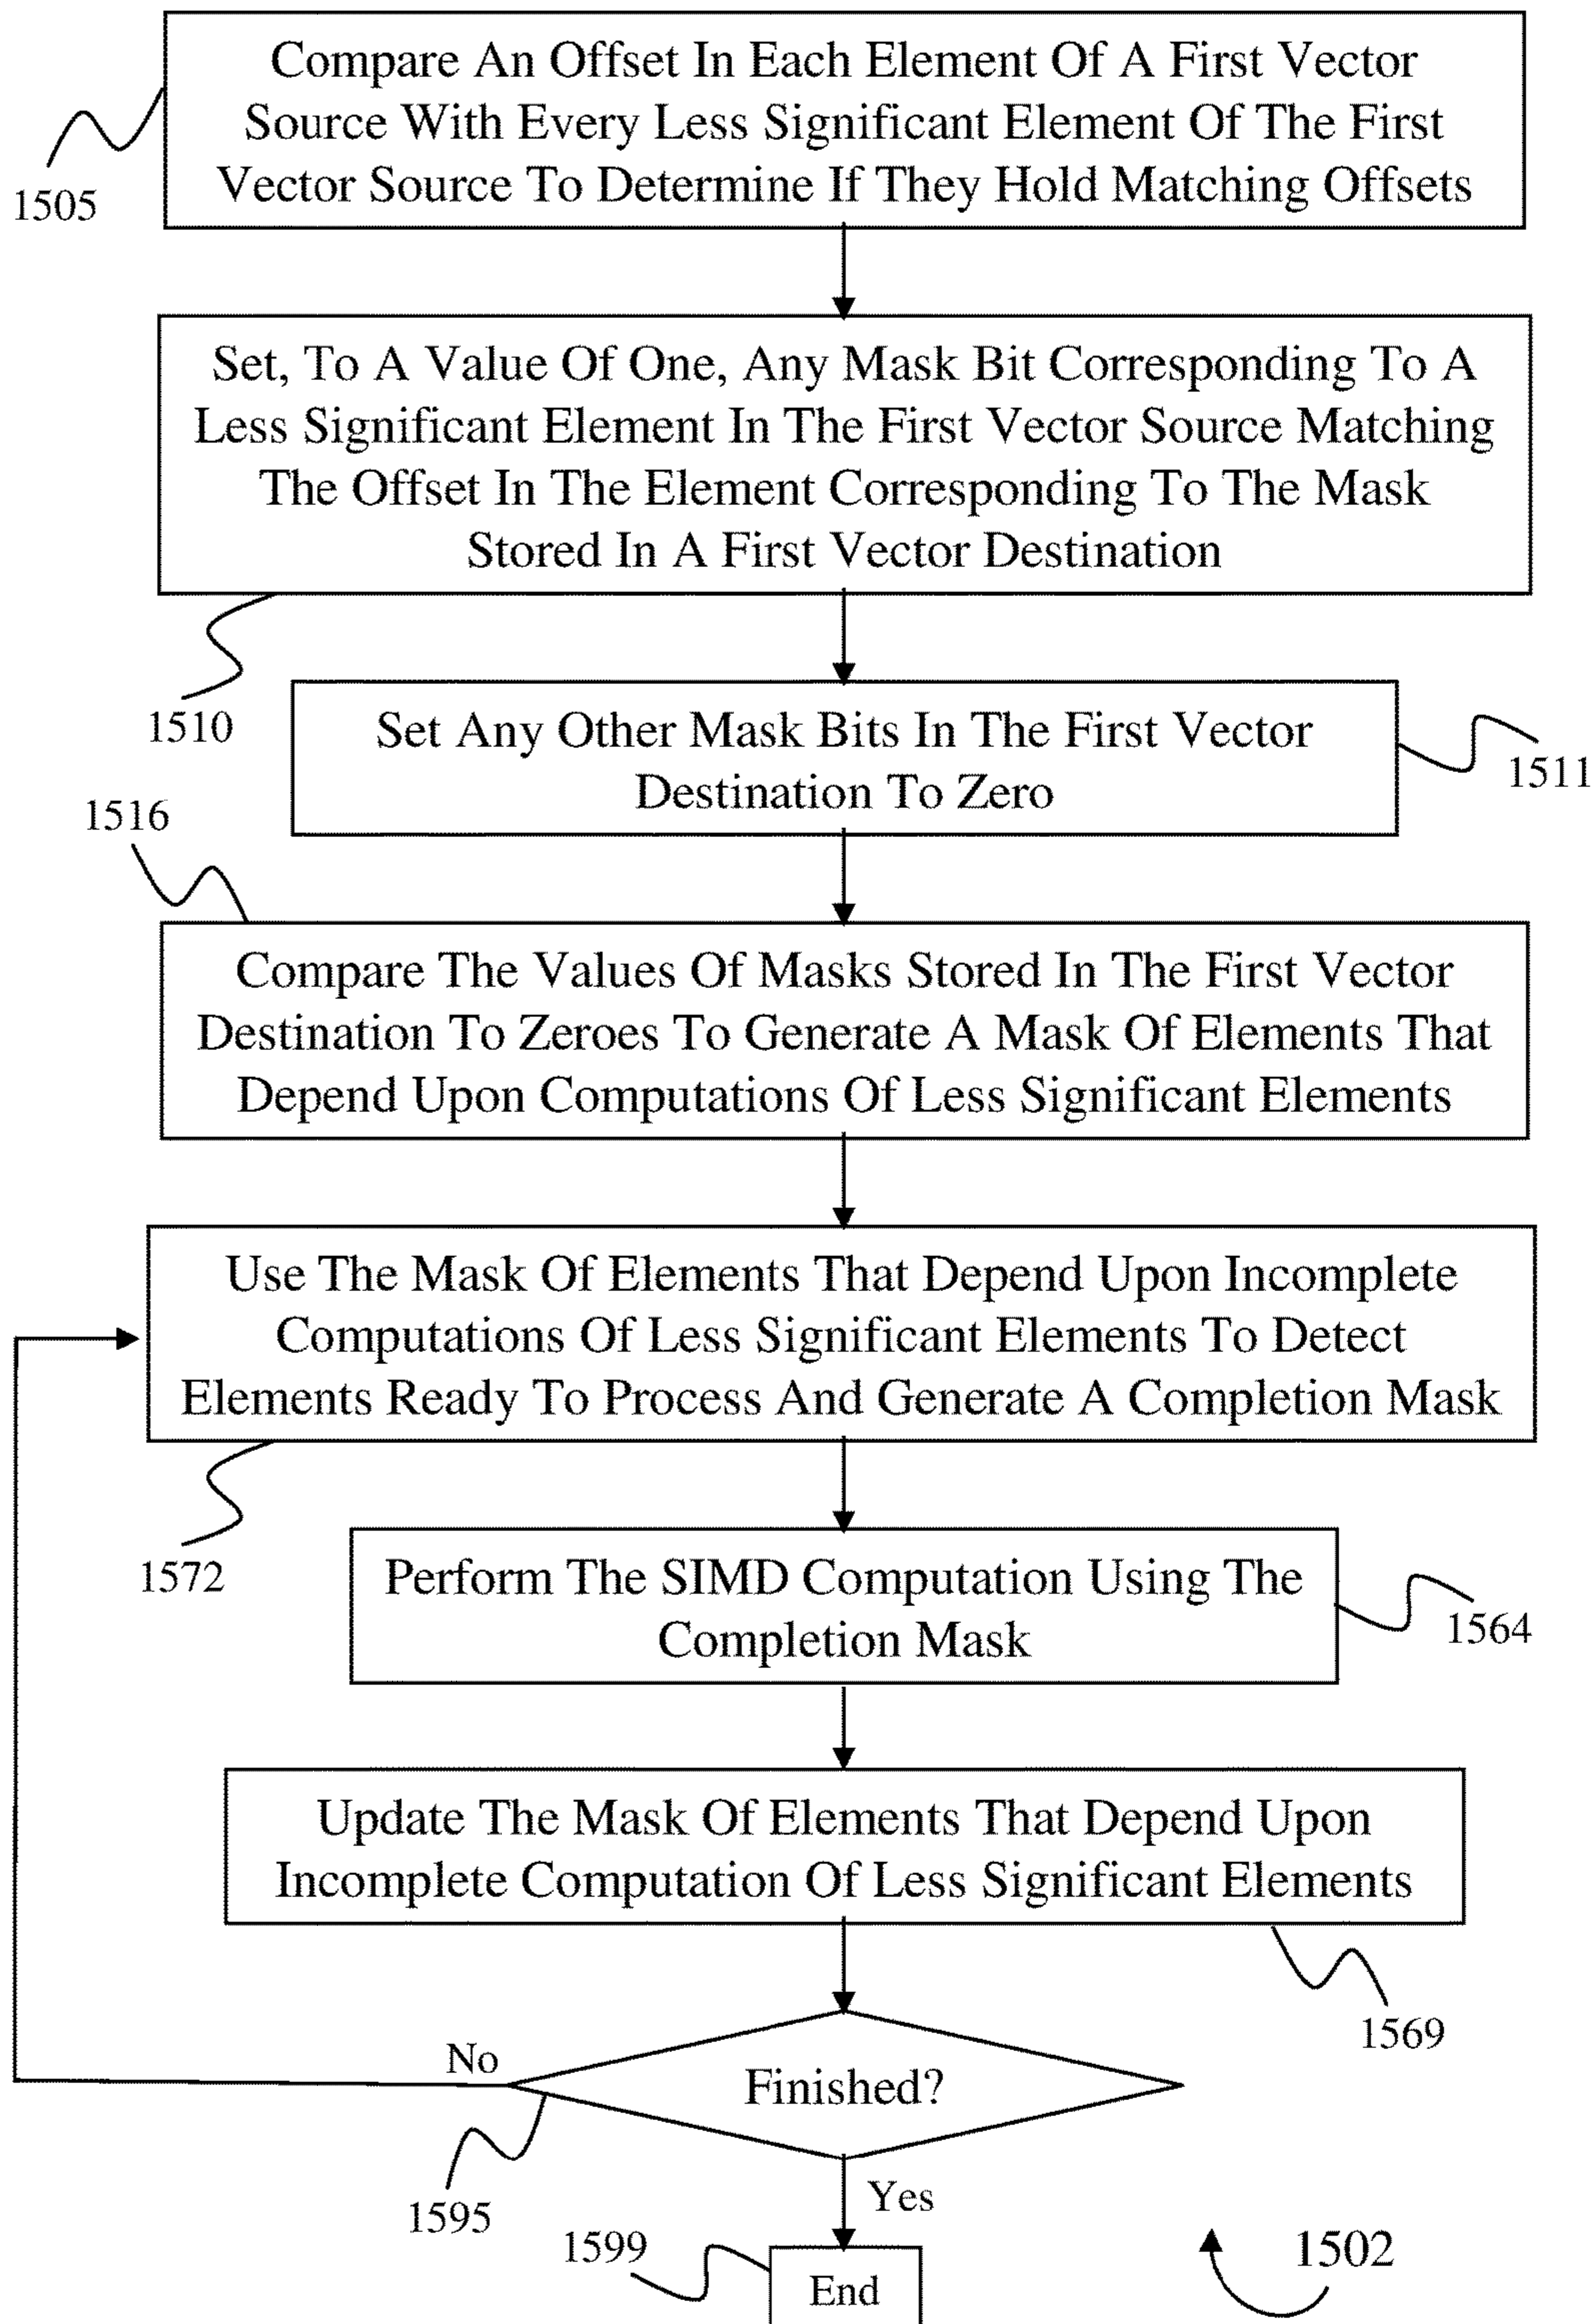 Compare An Offset In Each Element Of A First Vector
Source With Every Less Significant Element Of The First
Vector Source To Determine If They Hold Matching Offsets
1505
Set, To A Value Of One, Any Mask Bit Corresponding To A
Less Significant Element In The First Vector Source Matching
The Offset In The Element Corresponding To The Mask
Stored In A First Vector Destination
1510
Set Any Other Mask Bits In The First Vector
Destination To Zero
1511
1516
Compare The Values Of Masks Stored In The First Vector
Destination To Zeroes To Generate A Mask Of Elements That
Depend Upon Computations Of Less Significant Elements
Use The Mask Of Elements That Depend Upon Incomplete
Computations Of Less Significant Elements To Detect
Elements Ready To Process And Generate A Completion Mask
1572
Perform The SIMD Computation Using The
Completion Mask
1564
Update The Mask Of Elements That Depend Upon
Incomplete Computation Of Less Significant Elements
1569
No
Finished?
1595
Yes
1599
End
1502